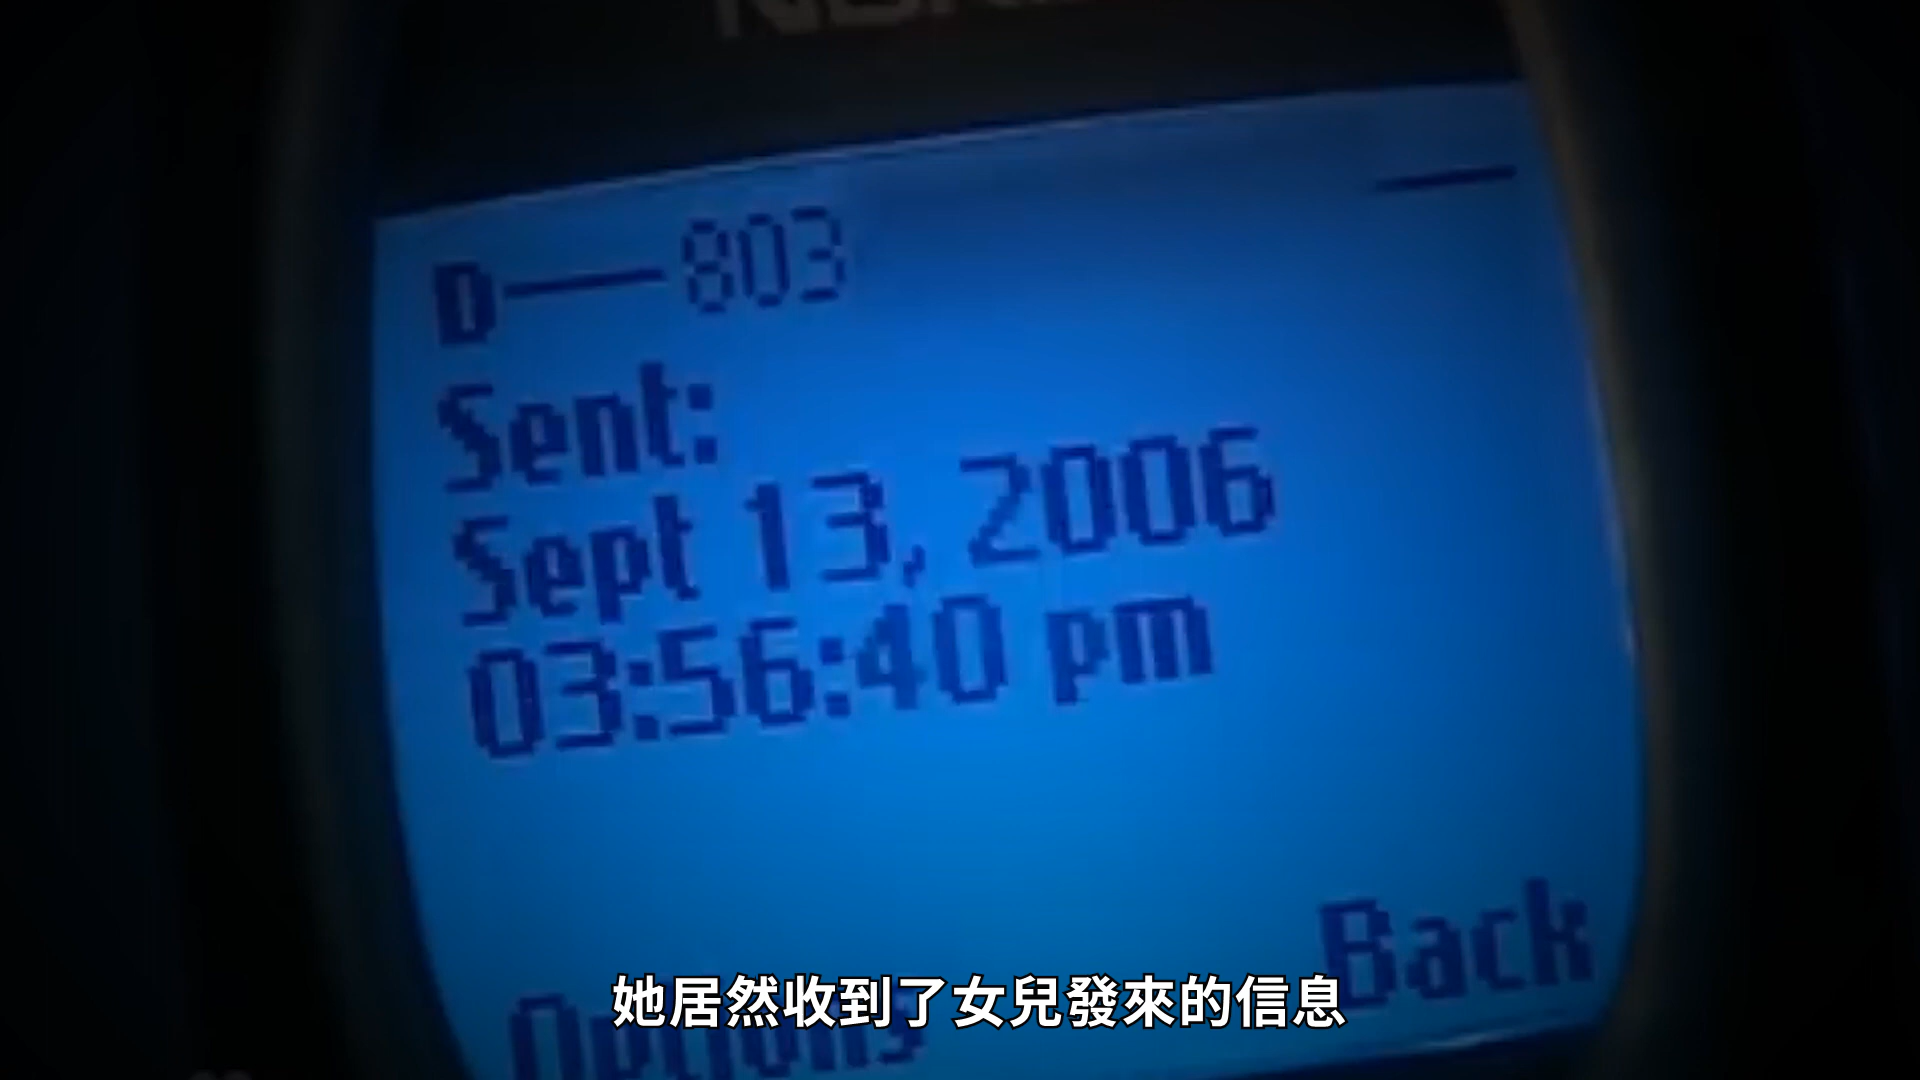 D—803
Sent:
Sept 13, 2006
03:56:40 pm
Back
Options
她居然收到了女兒發來的信息